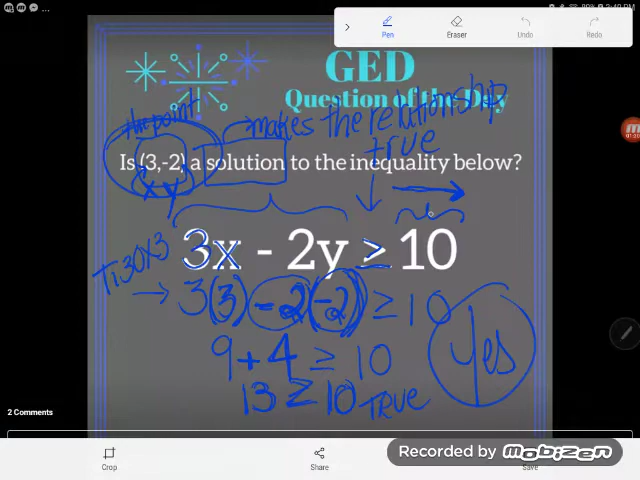 Pen
Eraser
Undo
Redo
GED
Question of the Day
the point
makes the relationship
true
Is (3,-2) a solution to the inequality below?
x y
3x - 2y ≥ 10
3(3) - 2(-2) ≥ 10
9 + 4 ≥ 10
Yes
13 ≥ 10 TRUE
2 Comments
Recorded by mobizen
Crop
Share
Save